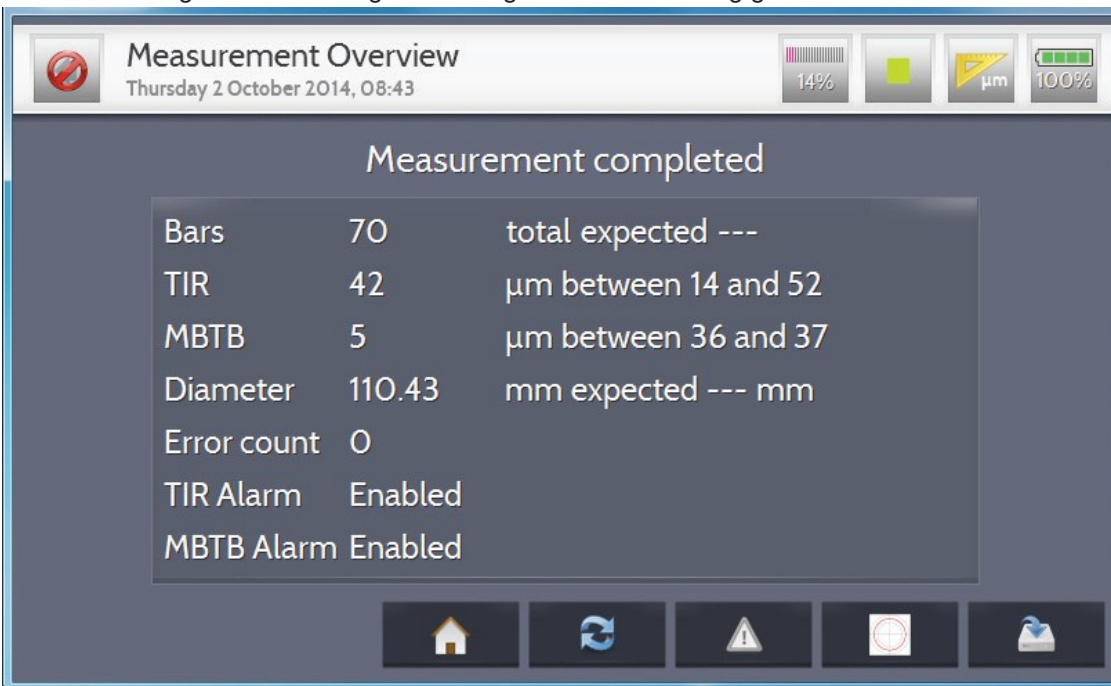 Measurement Overview
Thursday 2 October 2014, 08:43
14%
µm
100%
Measurement completed
Bars 70 total expected ---
TIR 42 µm between 14 and 52
MBTB 5 µm between 36 and 37
Diameter 110.43 mm expected --- mm
Error count 0
TIR Alarm Enabled
MBTB Alarm Enabled